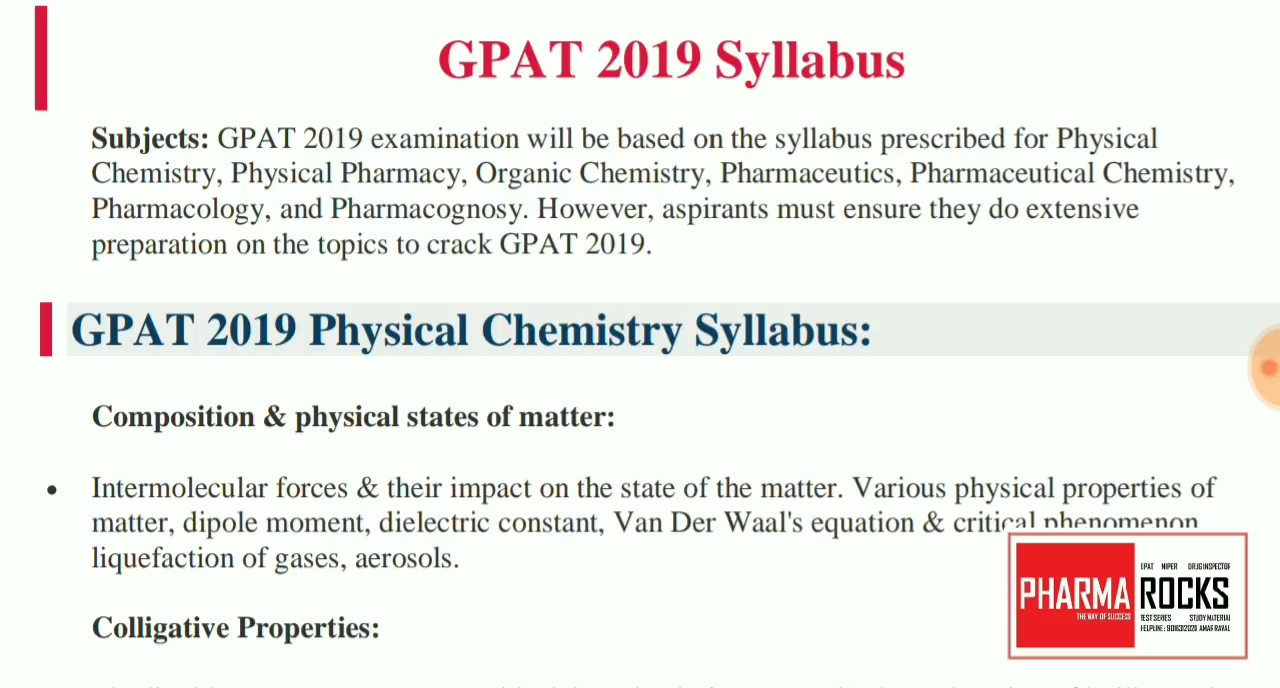 GPAT 2019 Syllabus
Subjects: GPAT 2019 examination will be based on the syllabus prescribed for Physical
Chemistry, Physical Pharmacy, Organic Chemistry, Pharmaceutics, Pharmaceutical Chemistry,
Pharmacology, and Pharmacognosy. However, aspirants must ensure they do extensive
preparation on the topics to crack GPAT 2019.
GPAT 2019 Physical Chemistry Syllabus:
Composition & physical states of matter:
• Intermolecular forces & their impact on the state of the matter. Various physical properties of
matter, dipole moment, dielectric constant, Van Der Waal's equation & critical phenomenon
liquefaction of gases, aerosols.
Colligative Properties:
GPAT NIPER DRUG INSPECTOR
PHARMA ROCKS
THE WAY OF SUCCESS
TEST SERIES STUDY MATERIAL
HELPLINE : AMAR RAVAL